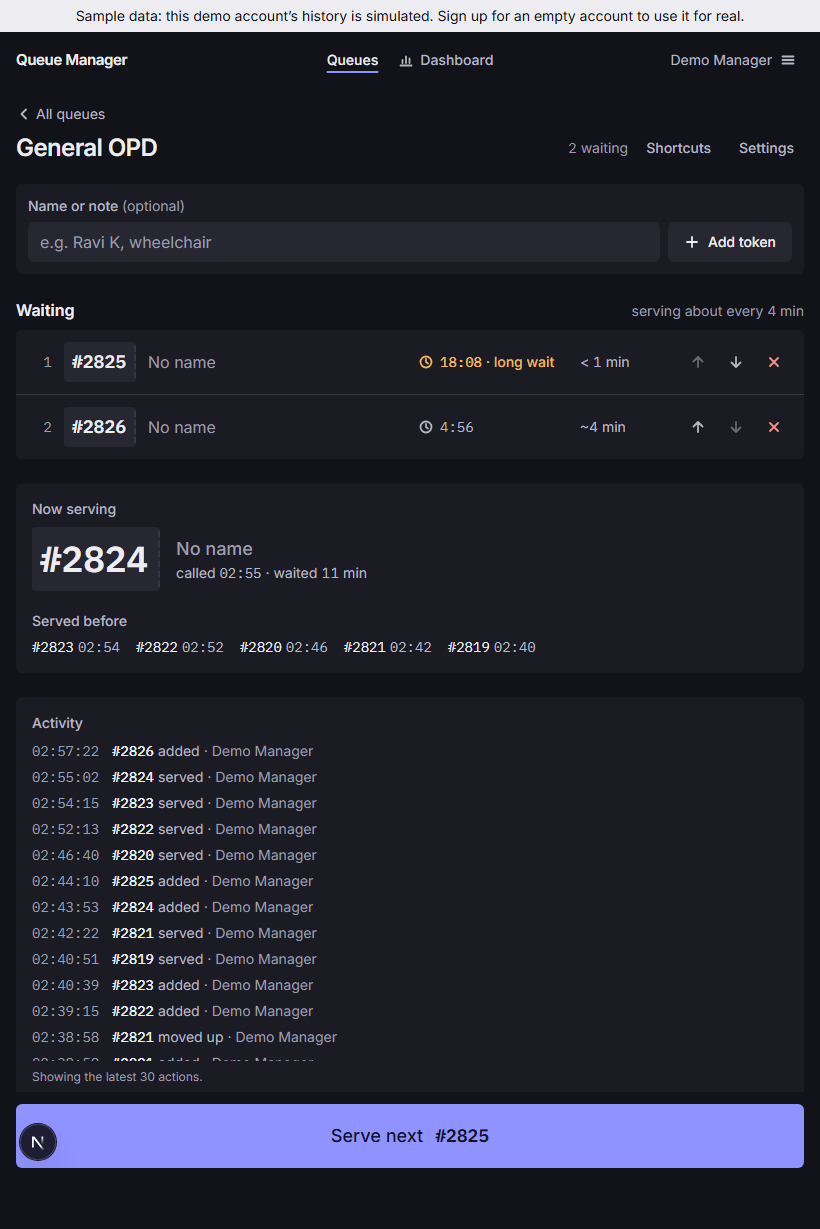 Sample data: this demo account's history is simulated. Sign up for an empty account to use it for real.
Queue Manager Queues Dashboard Demo Manager
All queues
General OPD 2 waiting Shortcuts Settings
Name or note (optional)
e.g. Ravi K, wheelchair Add token
Waiting serving about every 4 min
1 #2825 No name 18:08 · long wait < 1 min
2 #2826 No name 4:56 ~4 min
Now serving
#2824 No name
called 02:55 · waited 11 min
Served before
#2823 02:54 #2822 02:52 #2820 02:46 #2821 02:42 #2819 02:40
Activity
02:57:22 #2826 added · Demo Manager
02:55:02 #2824 served · Demo Manager
02:54:15 #2823 served · Demo Manager
02:52:13 #2822 served · Demo Manager
02:46:40 #2820 served · Demo Manager
02:44:10 #2825 added · Demo Manager
02:43:53 #2824 added · Demo Manager
02:42:22 #2821 served · Demo Manager
02:40:51 #2819 served · Demo Manager
02:40:39 #2823 added · Demo Manager
02:39:15 #2822 added · Demo Manager
02:38:58 #2821 moved up · Demo Manager
Showing the latest 30 actions.
Serve next #2825
N